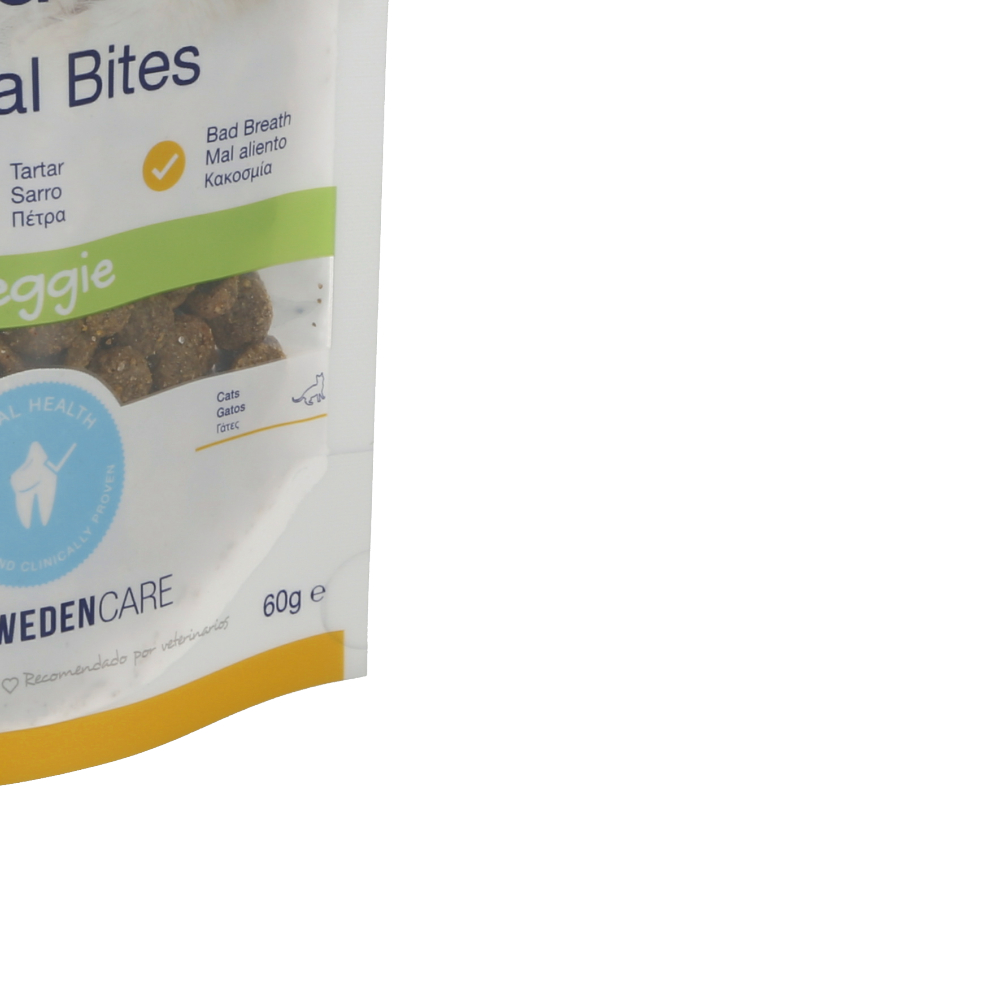 al Bites
Tartar
Sarro
Πέτρα
Bad Breath
Mal aliento
Κακοσμία
eggie
AL HEALTH
ND CLINICALLY PROVEN
Cats
Gatos
Γάτες
WEDENCARE
60g e
Recomendado por veterinarios